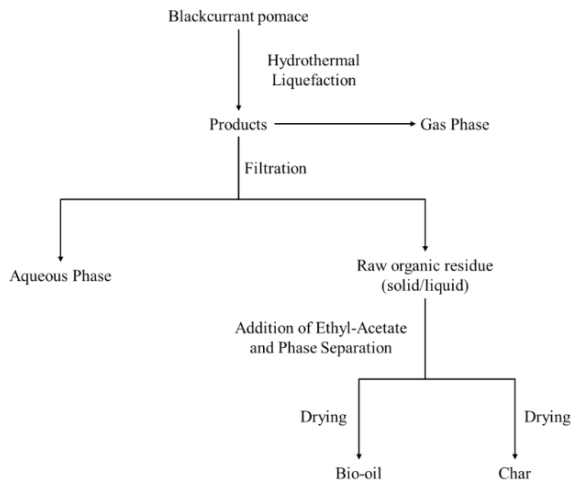 Blackcurrant pomace
Hydrothermal
Liquefaction
Products
Gas Phase
Filtration
Aqueous Phase
Raw organic residue
(solid/liquid)
Addition of Ethyl-Acetate
and Phase Separation
Drying
Drying
Bio-oil
Char